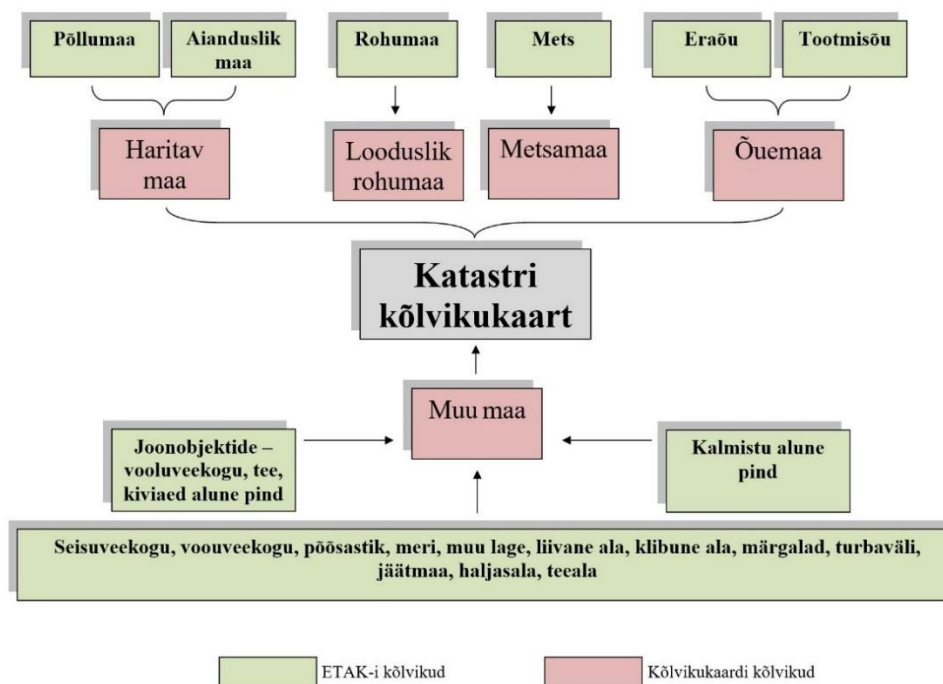 Põllumaa
Aianduslik
maa
Rohumaa
Mets
Eraõu
Tootmisõu
Haritav
maa
Looduslik
rohumaa
Metsamaa
Õuemaa
Katastri
kõlvikukaart
Muu maa
Joonobjektide –
vooluveekogu, tee,
kiviaed alune pind
Kalmistu alune
pind
Seisuveekogu, voouveekogu, põõsastik, meri, muu lage, liivane ala, klibune ala, märgalad, turbaväli,
jäätmaa, haljasala, teeala
ETAK-i kõlvikud
Kõlvikukaardi kõlvikud